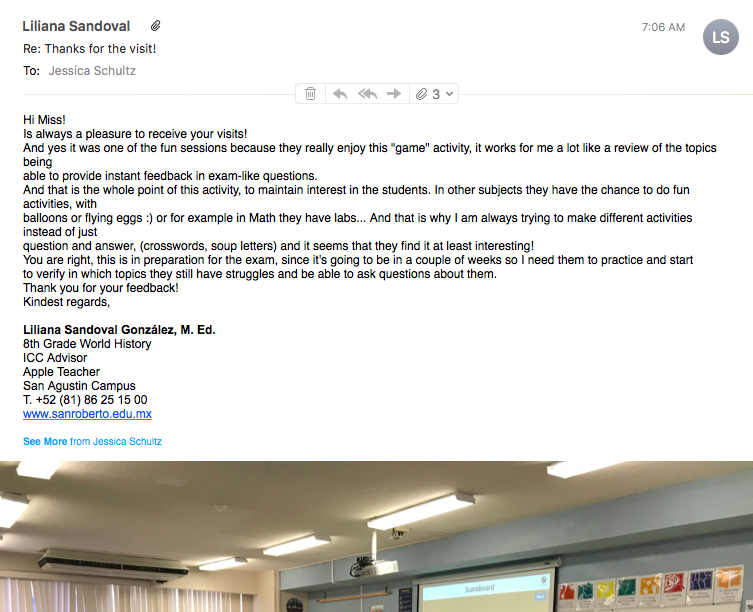 Liliana Sandoval
7:06 AM
LS
Re: Thanks for the visit!
To: Jessica Schultz
3
Hi Miss!
Is always a pleasure to receive your visits!
And yes it was one of the fun sessions because they really enjoy this "game" activity, it works for me a lot like a review of the topics
being
able to provide instant feedback in exam-like questions.
And that is the whole point of this activity, to maintain interest in the students. In other subjects they have the chance to do fun
activities, with
balloons or flying eggs :) or for example in Math they have labs... And that is why I am always trying to make different activities
instead of just
question and answer, (crosswords, soup letters) and it seems that they find it at least interesting!
You are right, this is in preparation for the exam, since it's going to be in a couple of weeks so I need them to practice and start
to verify in which topics they still have struggles and be able to ask questions about them.
Thank you for your feedback!
Kindest regards,
Liliana Sandoval González, M. Ed.
8th Grade World History
ICC Advisor
Apple Teacher
San Agustin Campus
T. +52 (81) 86 25 15 00
www.sanroberto.edu.mx
See More from Jessica Schultz
Scoreboard